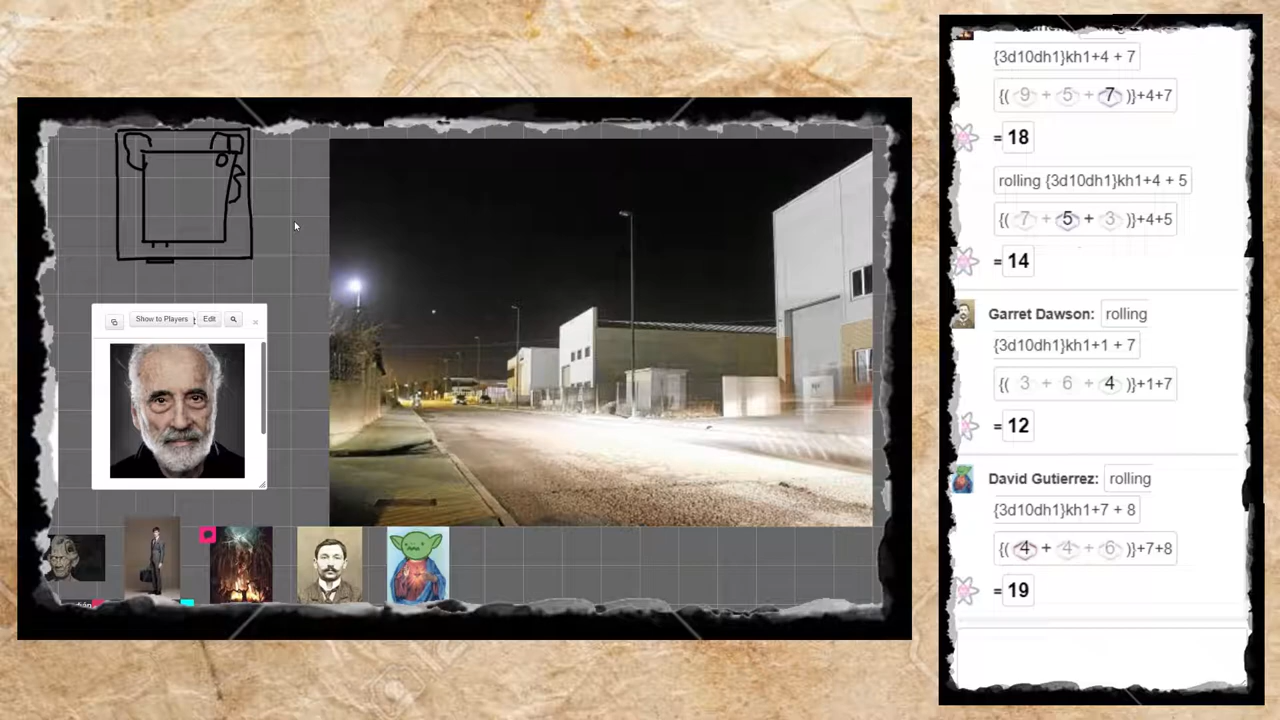 Show to Players
Edit
{3d10dh1}kh1+4 + 7
{( 9 + 5 + 7 )}+4+7
= 18
rolling {3d10dh1}kh1+4 + 5
{( 7 + 5 + 3 )}+4+5
= 14
Garret Dawson: rolling
{3d10dh1}kh1+1 + 7
{( 3 + 6 + 4 )}+1+7
= 12
David Gutierrez: rolling
{3d10dh1}kh1+7 + 8
{( 4 + 4 + 6 )}+7+8
= 19